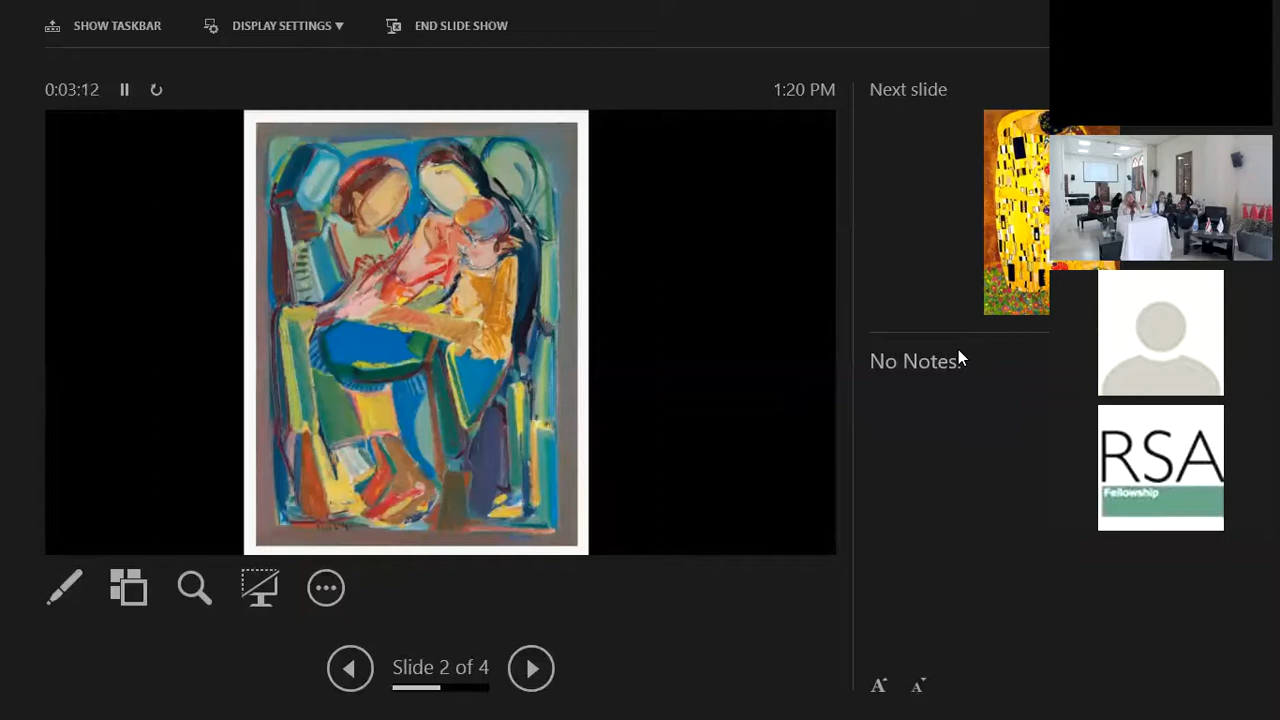 SHOW TASKBAR
DISPLAY SETTINGS ▼
END SLIDE SHOW
0:03:12
1:20 PM
Next slide
No Notes.
RSA
Fellowship
Slide 2 of 4
A
A